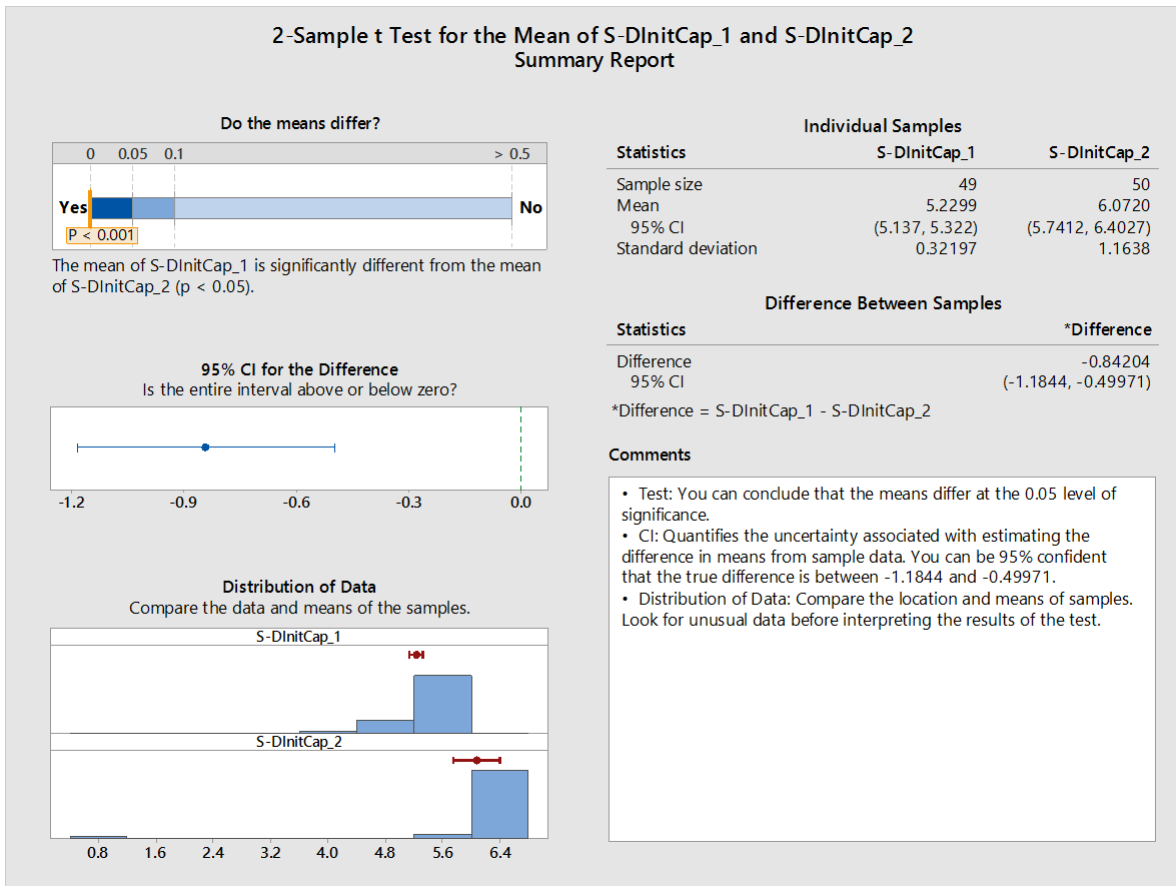 2-Sample t Test for the Mean of S-DInitCap_1 and S-DInitCap_2
Summary Report
Do the means differ?
0 0.05 0.1 > 0.5
Yes No
P < 0.001
The mean of S-DInitCap_1 is significantly different from the mean
of S-DInitCap_2 (p < 0.05).
95% CI for the Difference
Is the entire interval above or below zero?
-1.2 -0.9 -0.6 -0.3 0.0
Distribution of Data
Compare the data and means of the samples.
S-DInitCap_1
S-DInitCap_2
0.8 1.6 2.4 3.2 4.0 4.8 5.6 6.4
Individual Samples
Statistics S-DInitCap_1 S-DInitCap_2
Sample size 49 50
Mean 5.2299 6.0720
95% CI (5.137, 5.322) (5.7412, 6.4027)
Standard deviation 0.32197 1.1638
Difference Between Samples
Statistics *Difference
Difference -0.84204
95% CI (-1.1844, -0.49971)
*Difference = S-DInitCap_1 - S-DInitCap_2
Comments
• Test: You can conclude that the means differ at the 0.05 level of
significance.
• CI: Quantifies the uncertainty associated with estimating the
difference in means from sample data. You can be 95% confident
that the true difference is between -1.1844 and -0.49971.
• Distribution of Data: Compare the location and means of samples.
Look for unusual data before interpreting the results of the test.